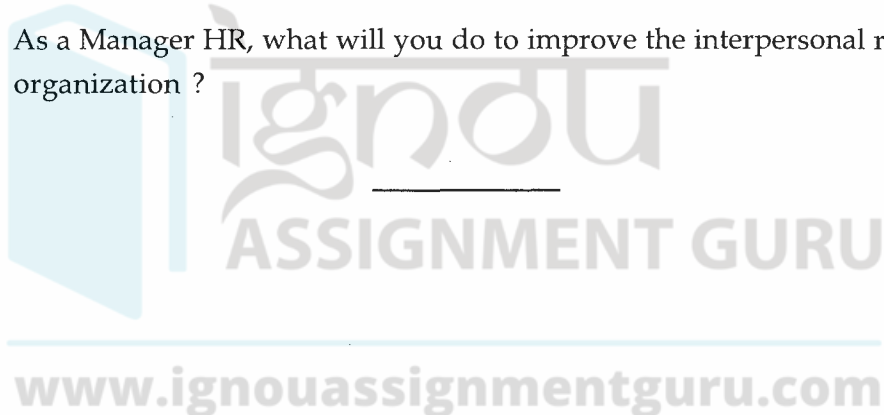 As a Manager HR, what will you do to improve the interpersonal
organization ?
ignou
ASSIGNMENT GURU
www.ignouassignmentguru.com